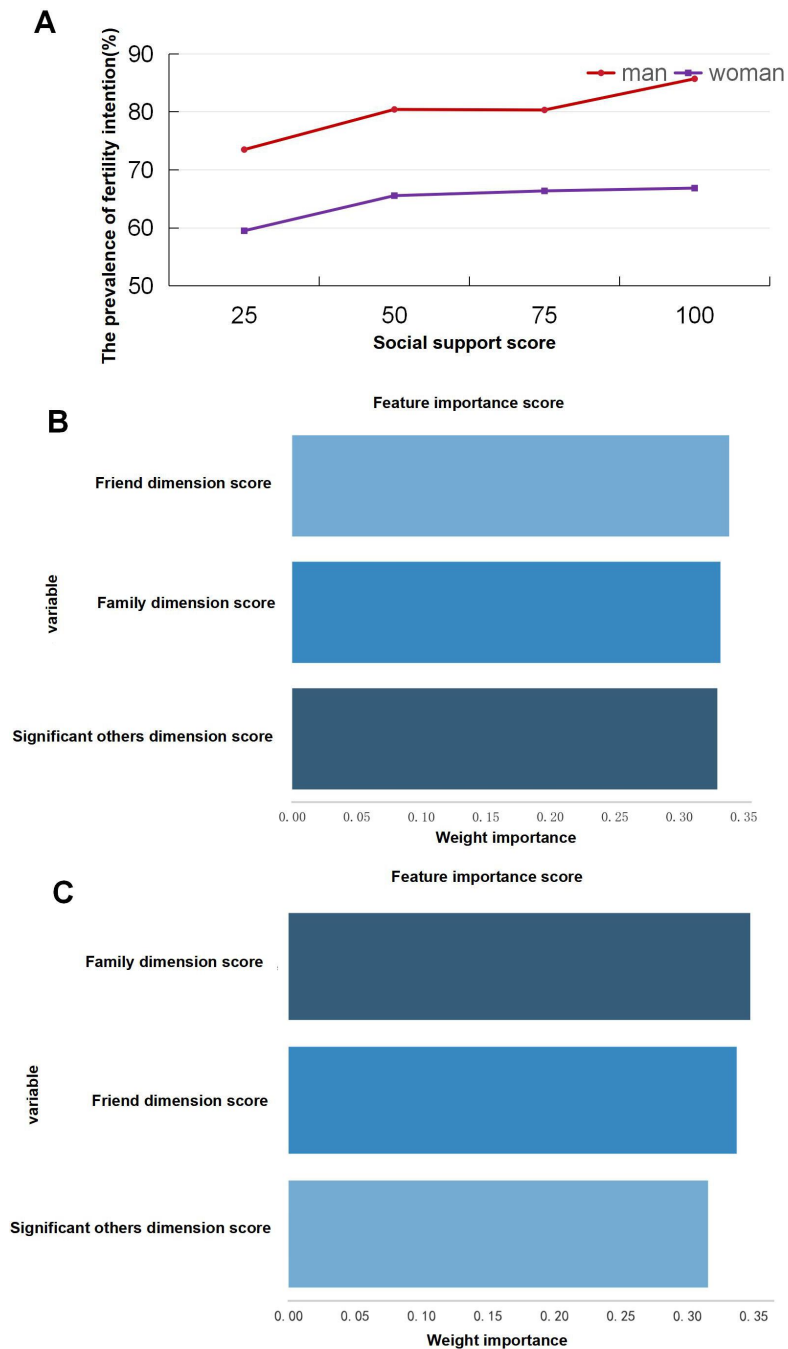 A
The prevalence of fertility intention(%)
90
80
70
60
50
man
woman
25 50 75 100
Social support score
B
Feature importance score
variable
Friend dimension score
Family dimension score
Significant others dimension score
0.00 0.05 0.10 0.15 0.20 0.25 0.30 0.35
Weight importance
C
Feature importance score
variable
Family dimension score
Friend dimension score
Significant others dimension score
0.00 0.05 0.10 0.15 0.20 0.25 0.30 0.35
Weight importance